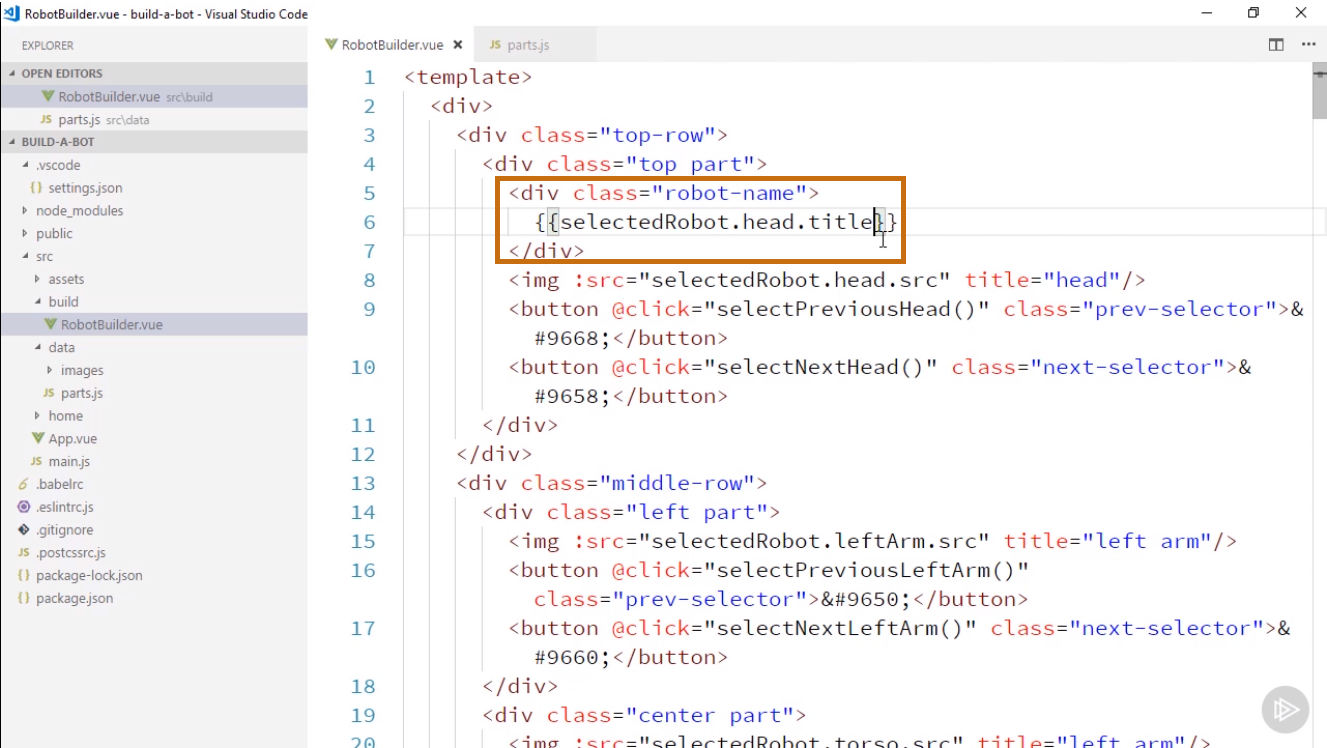 RobotBuilder.vue - build-a-bot - Visual Studio Code
EXPLORER
OPEN EDITORS
RobotBuilder.vue src\build
JS parts.js src\data
BUILD-A-BOT
.vscode
{} settings.json
node_modules
public
src
assets
build
RobotBuilder.vue
data
images
JS parts.js
home
App.vue
JS main.js
6 .babelrc
.eslintrc.js
.gitignore
JS .postcssrc.js
{} package-lock.json
{} package.json
RobotBuilder.vue ×
JS parts.js
1 <template>
2 <div>
3 <div class="top-row">
4 <div class="top part">
5 <div class="robot-name">
6 {{selectedRobot.head.title}}
7 </div>
8 <img :src="selectedRobot.head.src" title="head"/>
9 <button @click="selectPreviousHead()" class="prev-selector">&
#9668;</button>
10 <button @click="selectNextHead()" class="next-selector">&
#9658;</button>
11 </div>
12 </div>
13 <div class="middle-row">
14 <div class="left part">
15 <img :src="selectedRobot.leftArm.src" title="left arm"/>
16 <button @click="selectPreviousLeftArm()"
class="prev-selector">&#9650;</button>
17 <button @click="selectNextLeftArm()" class="next-selector">&
#9660;</button>
18 </div>
19 <div class="center part">
20 <img :src="selectedRobot.torso.src" title="left arm"/>